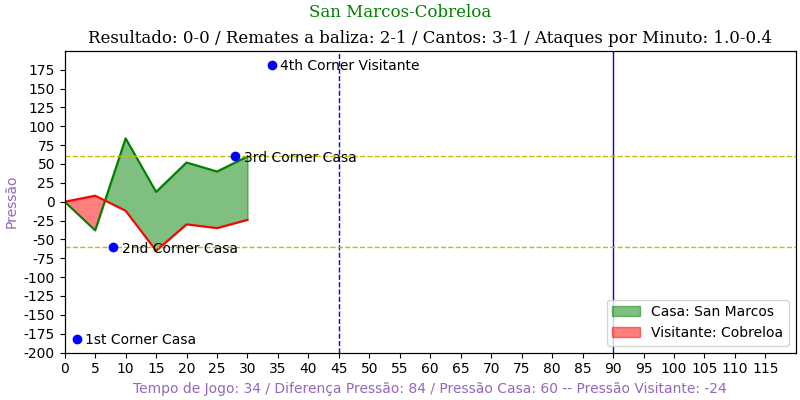 San Marcos-Cobreloa
Resultado: 0-0 / Remates a baliza: 2-1 / Cantos: 3-1 / Ataques por Minuto: 1.0-0.4
Pressão
175
150
125
100
75
50
25
0
-25
-50
-75
-100
-125
-150
-175
-200
4th Corner Visitante
3rd Corner Casa
2nd Corner Casa
1st Corner Casa
Casa: San Marcos
Visitante: Cobreloa
0 5 10 15 20 25 30 35 40 45 50 55 60 65 70 75 80 85 90 95 100 105 110 115
Tempo de Jogo: 34 / Diferença Pressão: 84 / Pressão Casa: 60 -- Pressão Visitante: -24